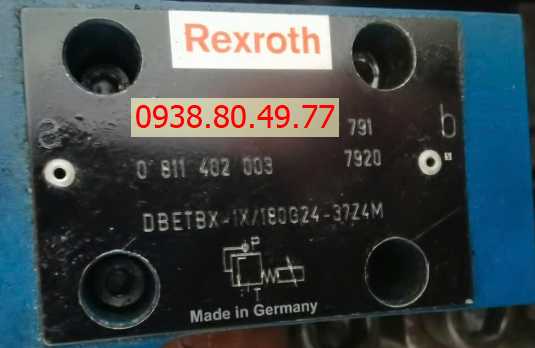 Rexroth
0938.80.49.77
791
a
b
0 811 402 003
7920
DBETBX-1X/180G24-37Z4M
P
T
Made in Germany